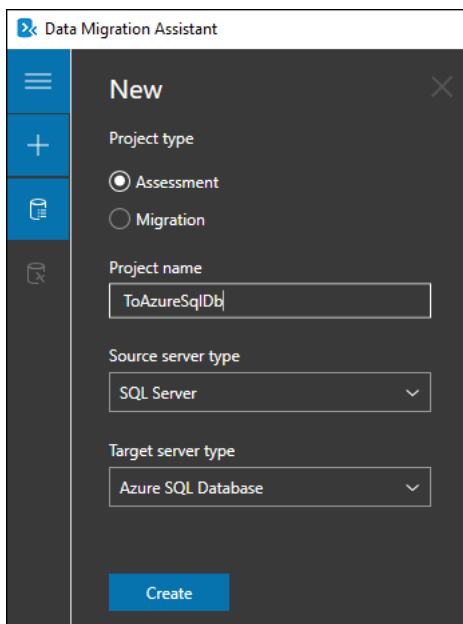 Data Migration Assistant
New
Project type
Assessment
Migration
Project name
ToAzureSqlDb
Source server type
SQL Server
Target server type
Azure SQL Database
Create